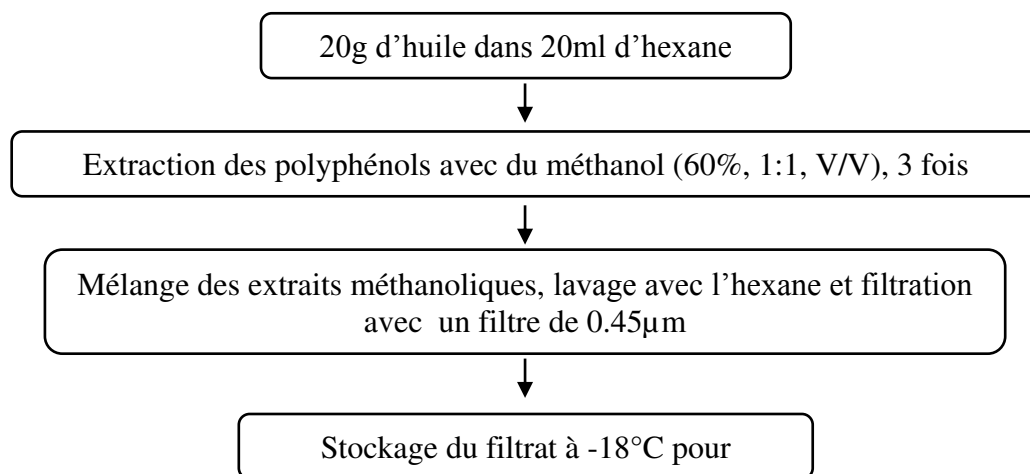 20g d’huile dans 20ml d’hexane
Extraction des polyphénols avec du méthanol (60%, 1:1, V/V), 3 fois
Mélange des extraits méthanoliques, lavage avec l’hexane et filtration
avec un filtre de 0.45µm
Stockage du filtrat à -18°C pour